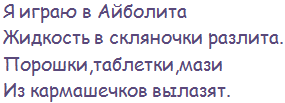 Я играю в Айболита
Жидкость в скляночки разлита.
Порошки,таблетки,мази
Из кармашечков вылазят.